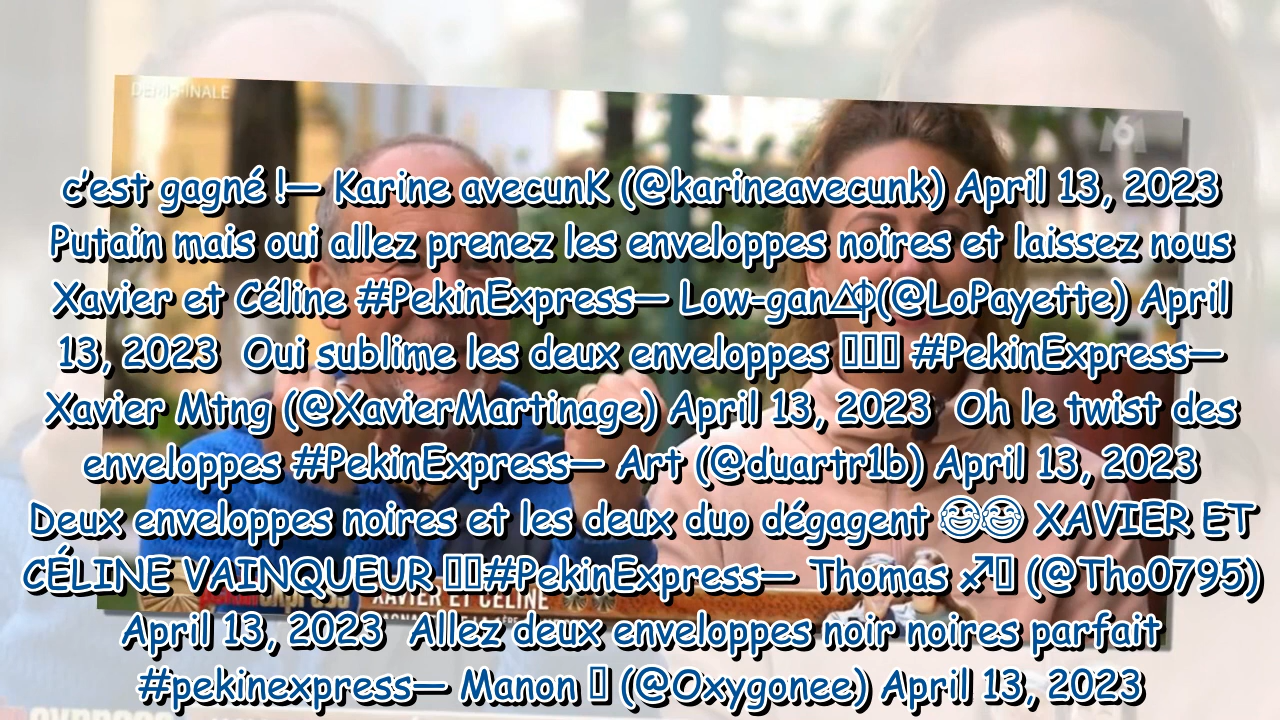 DEMI-FINALE
M6
c'est gagné !— Karine avecunK (@karineavecunk) April 13, 2023
Putain mais oui allez prenez les enveloppes noires et laissez nous
Xavier et Céline #PekinExpress— Low-gan⚠ф(@LoPayette) April
13, 2023 Oui sublime les deux enveloppes ▯▯▯ #PekinExpress—
Xavier Mtng (@XavierMartinage) April 13, 2023 Oh le twist des
enveloppes #PekinExpress— Art (@duartr1b) April 13, 2023
Deux enveloppes noires et les deux duo dégagent 😂😂 XAVIER ET
CÉLINE VAINQUEUR ▯▯#PekinExpress— Thomas ♐▯ (@Tho0795)
XAVIER ET CÉLINE
April 13, 2023 Allez deux enveloppes noir noires parfait
#pekinexpress— Manon ▯ (@Oxygonee) April 13, 2023